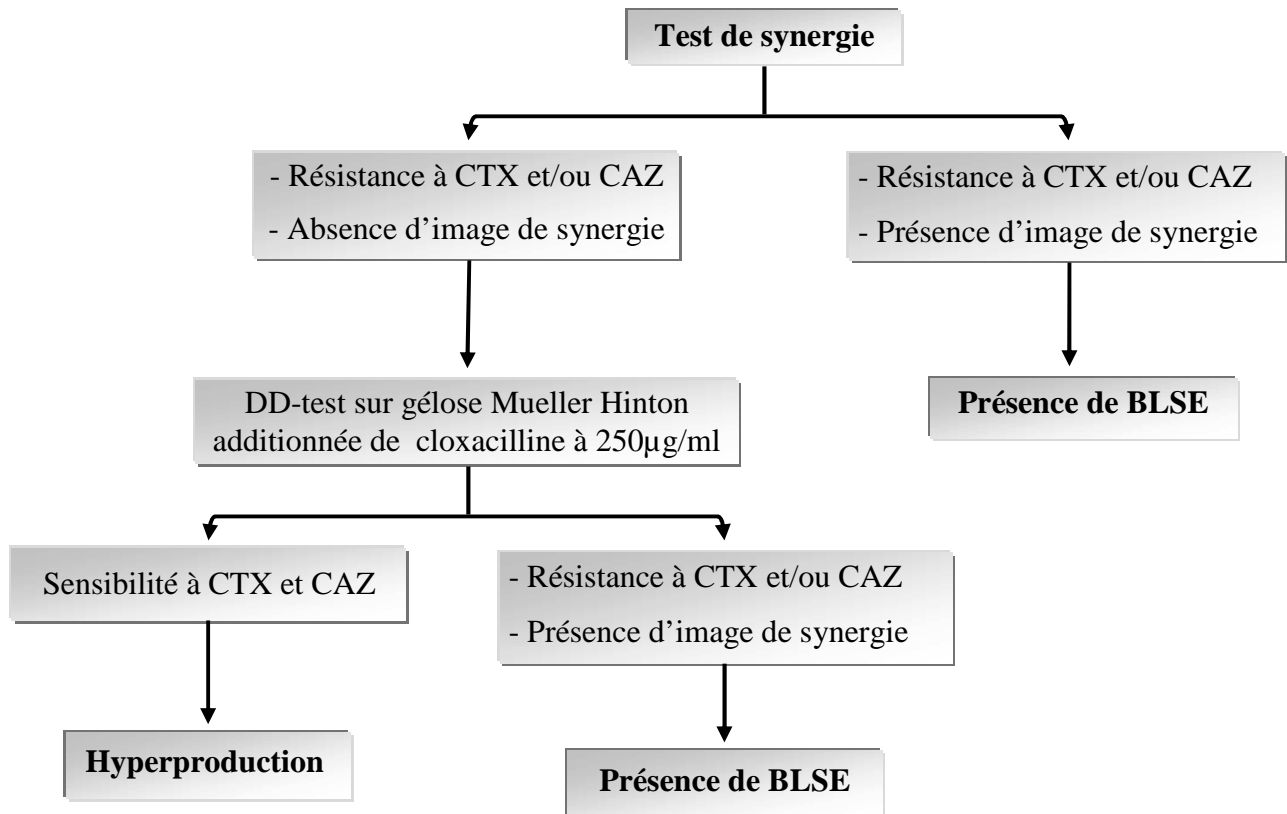 Test de synergie
- Résistance à CTX et/ou CAZ
- Absence d’image de synergie
- Résistance à CTX et/ou CAZ
- Présence d’image de synergie
DD-test sur gélose Mueller Hinton
additionnée de cloxacilline à 250µg/ml
Présence de BLSE
Sensibilité à CTX et CAZ
- Résistance à CTX et/ou CAZ
- Présence d’image de synergie
Hyperproduction
Présence de BLSE